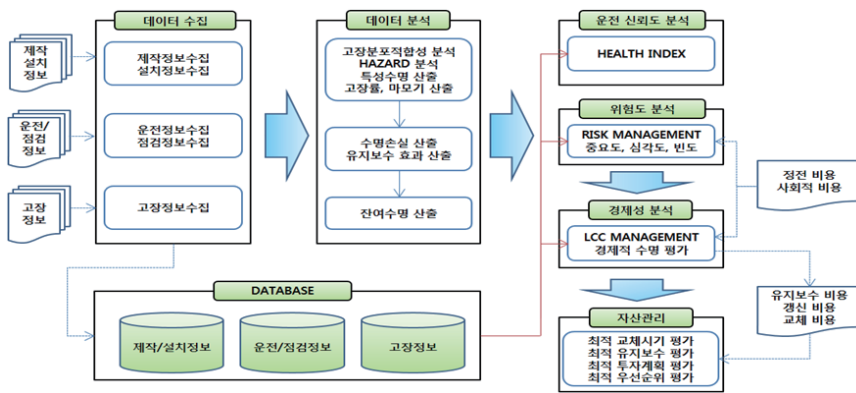 데이터 수집
제작
설치
정보
제작정보수집
설치정보수집
운전/
점검
정보
운전정보수집
점검정보수집
고장
정보
고장정보수집
데이터 분석
고장분포적합성 분석
HAZARD 분석
특성수명 산출
고장률, 마모기 산출
수명손실 산출
유지보수 효과 산출
잔여수명 산출
운전 신뢰도 분석
HEALTH INDEX
위험도 분석
RISK MANAGEMENT
중요도, 심각도, 빈도
정전 비용
사회적 비용
경제성 분석
LCC MANAGEMENT
경제적 수명 평가
유지보수 비용
갱신 비용
교체 비용
자산관리
최적 교체시기 평가
최적 유지보수 평가
최적 투자계획 평가
최적 우선순위 평가
DATABASE
제작/설치정보
운전/점검정보
고장정보